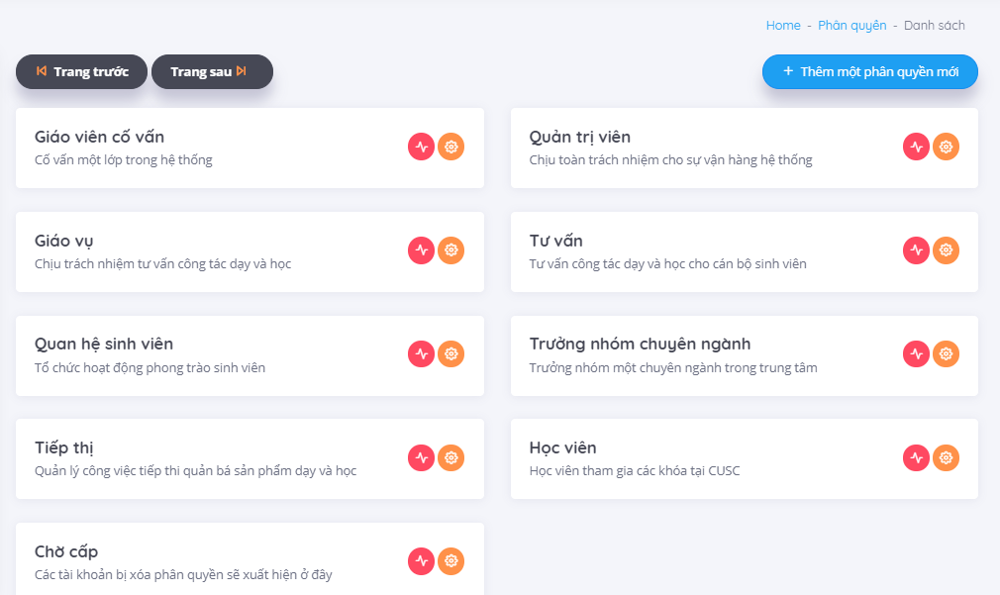 Home - Phân quyền - Danh sách
Trang trước
Trang sau
+ Thêm một phân quyền mới
Giáo viên cố vấn
Cố vấn một lớp trong hệ thống
Quản trị viên
Chịu toàn trách nhiệm cho sự vận hàng hệ thống
Giáo vụ
Chịu trách nhiệm tư vấn công tác dạy và học
Tư vấn
Tư vấn công tác dạy và học cho cán bộ sinh viên
Quan hệ sinh viên
Tổ chức hoạt động phong trào sinh viên
Trưởng nhóm chuyên ngành
Trưởng nhóm một chuyên ngành trong trung tâm
Tiếp thị
Quản lý công việc tiếp thi quản bá sản phẩm dạy và học
Học viên
Học viên tham gia các khóa tại CUSC
Chờ cấp
Các tài khoản bị xóa phân quyền sẽ xuất hiện ở đây